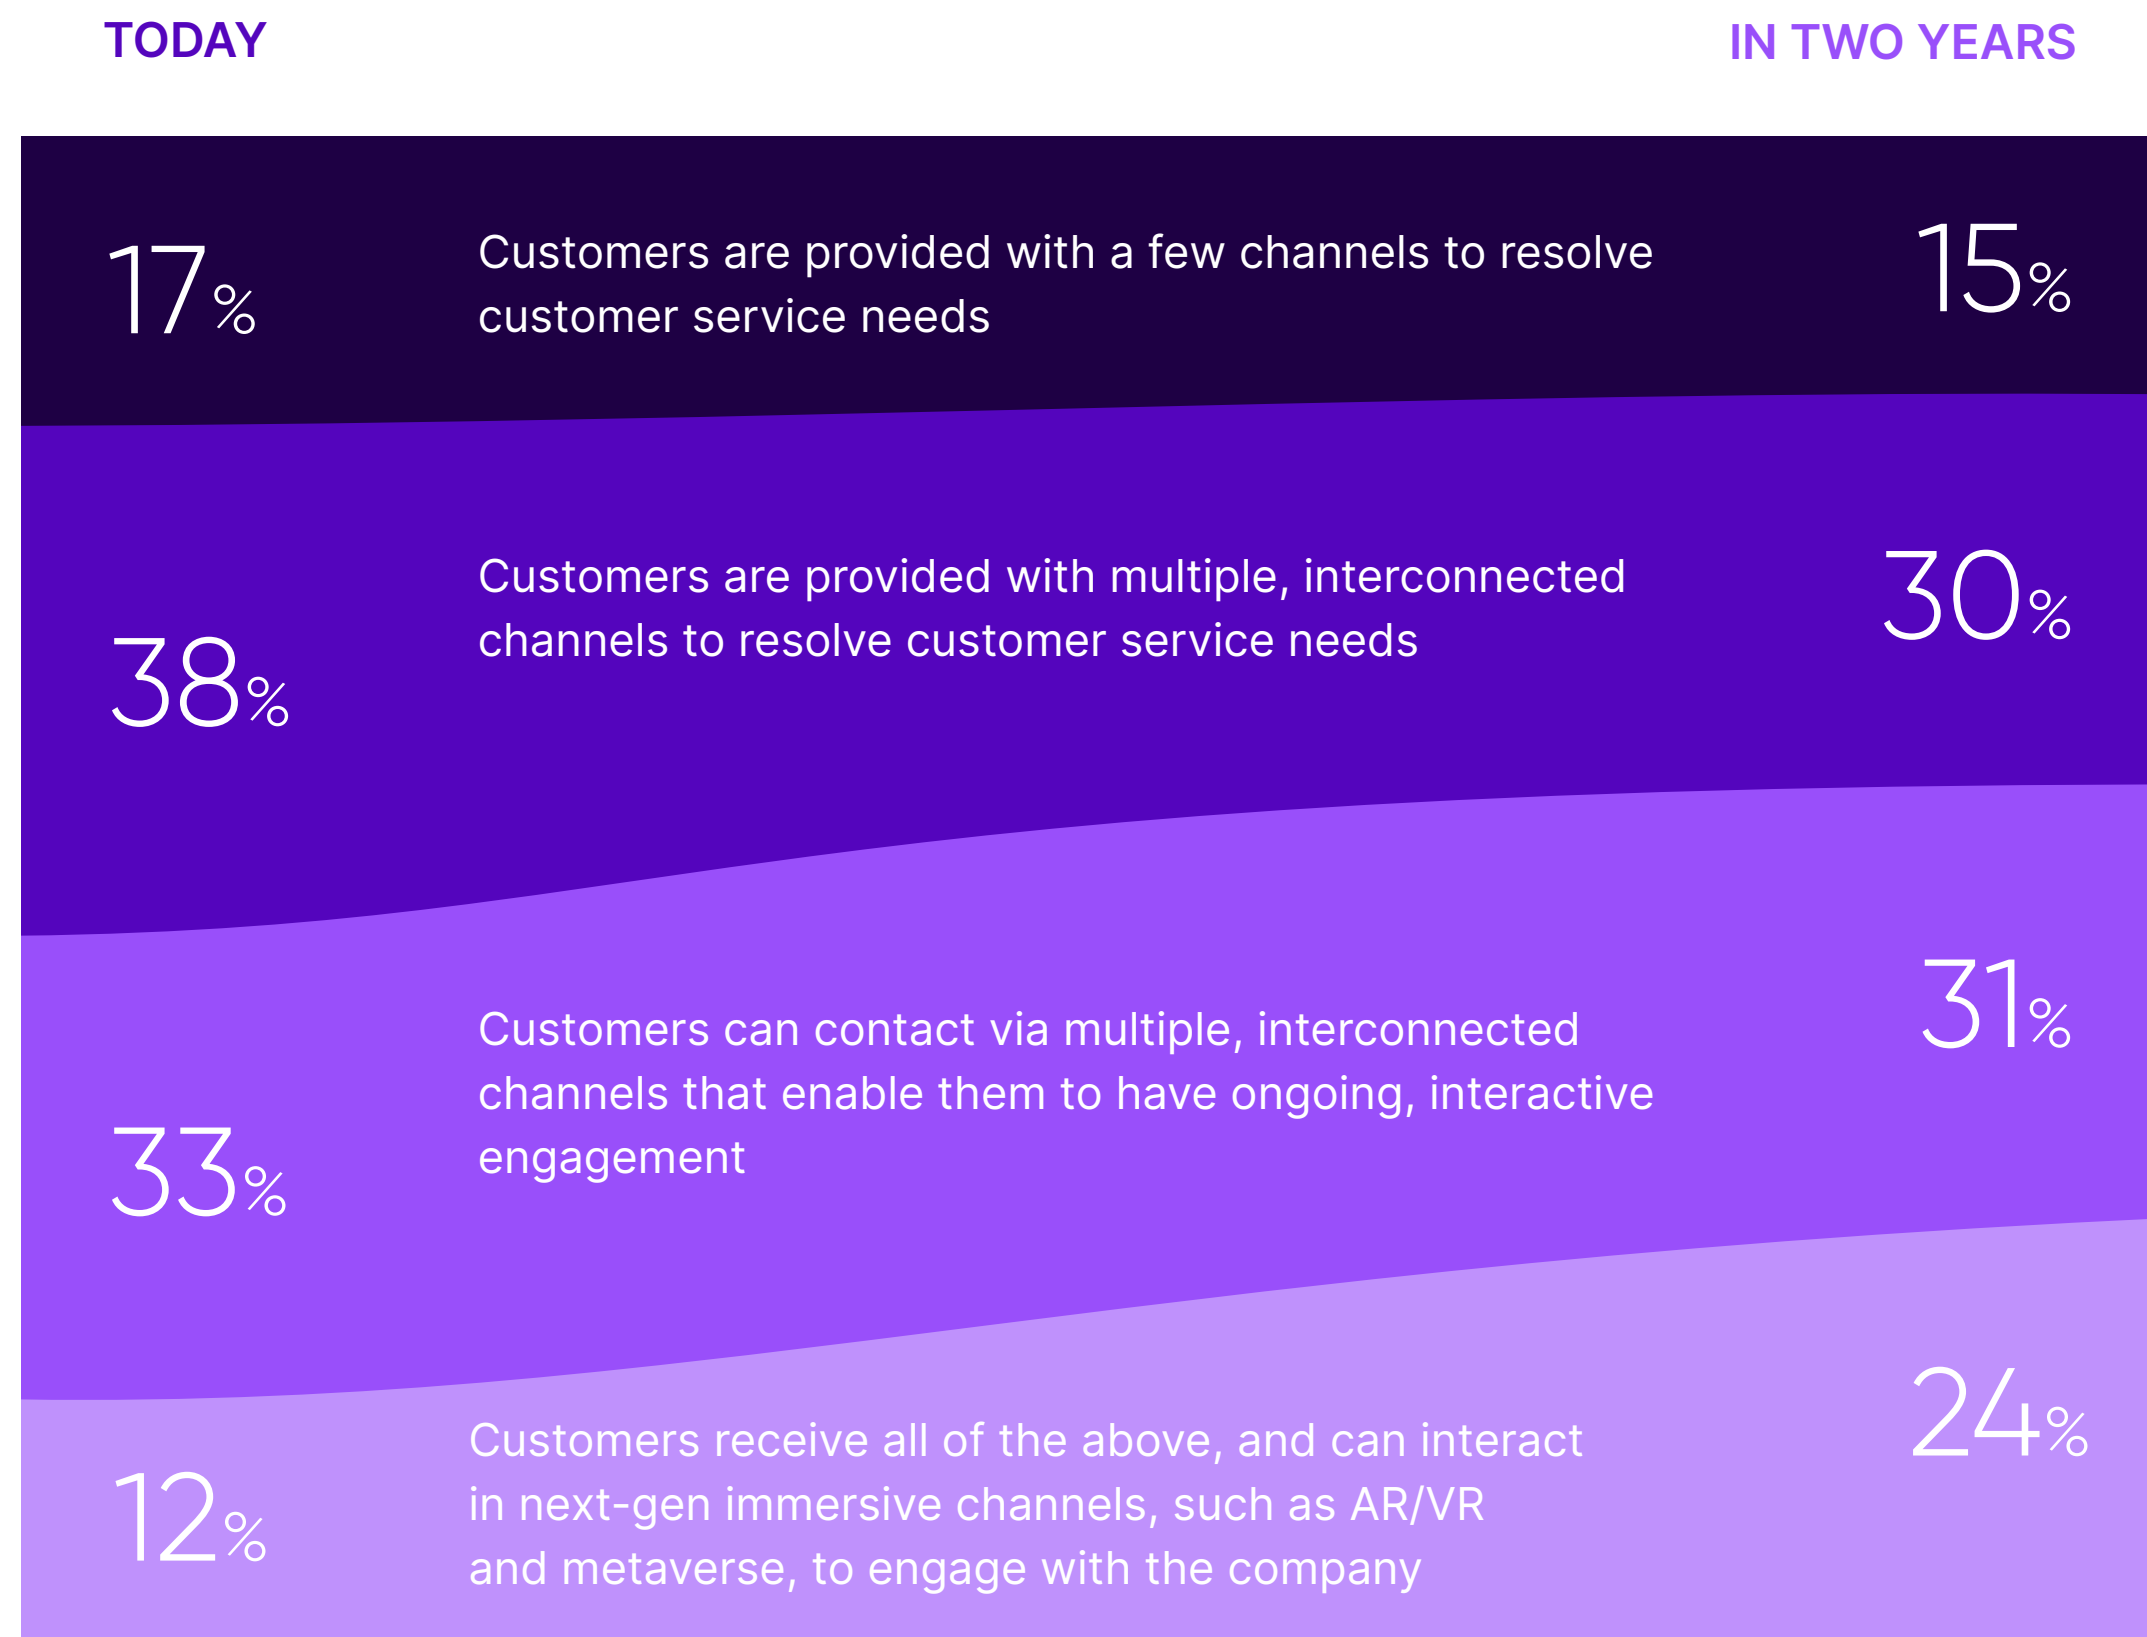 TODAY
IN TWO YEARS
17%
Customers are provided with a few channels to resolve
customer service needs
15%
38%
Customers are provided with multiple, interconnected
channels to resolve customer service needs
30%
33%
Customers can contact via multiple, interconnected
channels that enable them to have ongoing, interactive
engagement
31%
12%
Customers receive all of the above, and can interact
in next-gen immersive channels, such as AR/VR
and metaverse, to engage with the company
24%